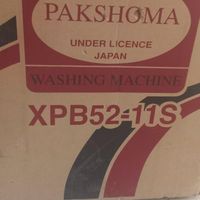 PAKSHOMA
UNDER LICENCE
JAPAN
WASHING MACHINE
XPB52-11S